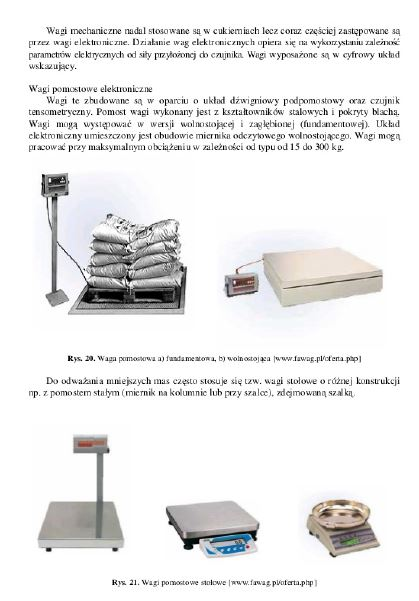 Wagi mechaniczne nadal stosowane są w cukierniach lecz coraz częściej zastępowane są
przez wagi elektroniczne. Działanie wag elektronicznych opiera się na wykorzystaniu zależność
parametrów elektrycznych od siły przyłożonej do czujnika. Wagi wyposażone są w cyfrowy układ
wskazujący.
Wagi pomostowe elektroniczne
Wagi te zbudowane są w oparciu o układ dźwigniowy podpomostowy oraz czujnik
tensometryczny. Pomost wagi wykonany jest z kształtowników stalowych i pokryty blachą.
Wagi mogą występować w wersji wolnostojącej i zagłębionej (fundamentowej). Układ
elektroniczny umieszczony jest obudowie miernika odczytowego wolnostojącego. Wagi mogą
pracować przy maksymalnym obciążeniu w zależności od typu od 15 do 300 kg.
Rys. 20. Waga pomostowa a) fundamentowa, b) wolnostojąca [www.fawag.pl/oferta.php]
Do odważania mniejszych mas często stosuje się tzw. wagi stołowe o różnej konstrukcji
np. z pomostem stałym (miernik na kolumnie lub przy szalce), zdejmowaną szalką.
Rys. 21. Wagi pomostowe stołowe [www.fawag.pl/oferta.php]